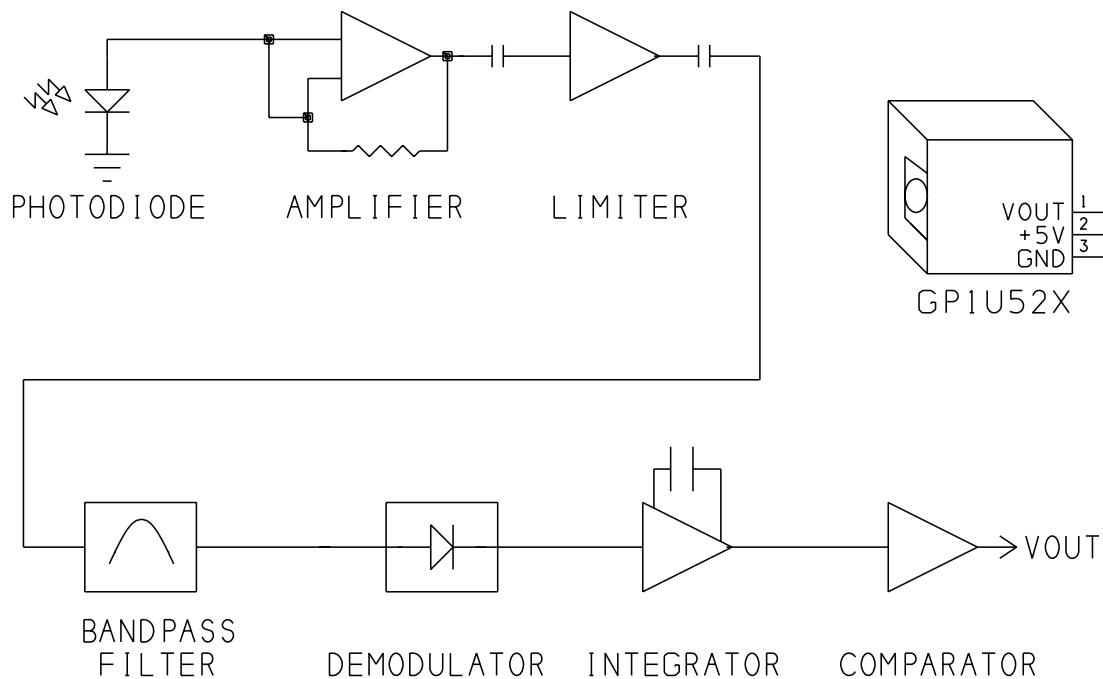 PHOTODIODE
AMPLIFIER
LIMITER
VOUT 1
+5V 2
GND 3
GP1U52X
VOUT
BANDPASS
FILTER
DEMODULATOR
INTEGRATOR
COMPARATOR